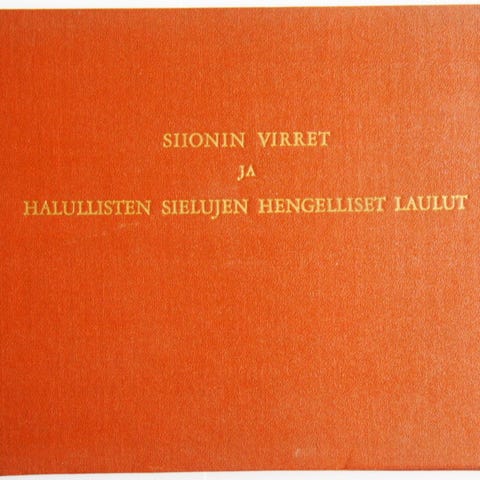 SIIONIN VIRRET
JA
HALULLISTEN SIELUJEN HENGELLISET LAULUT